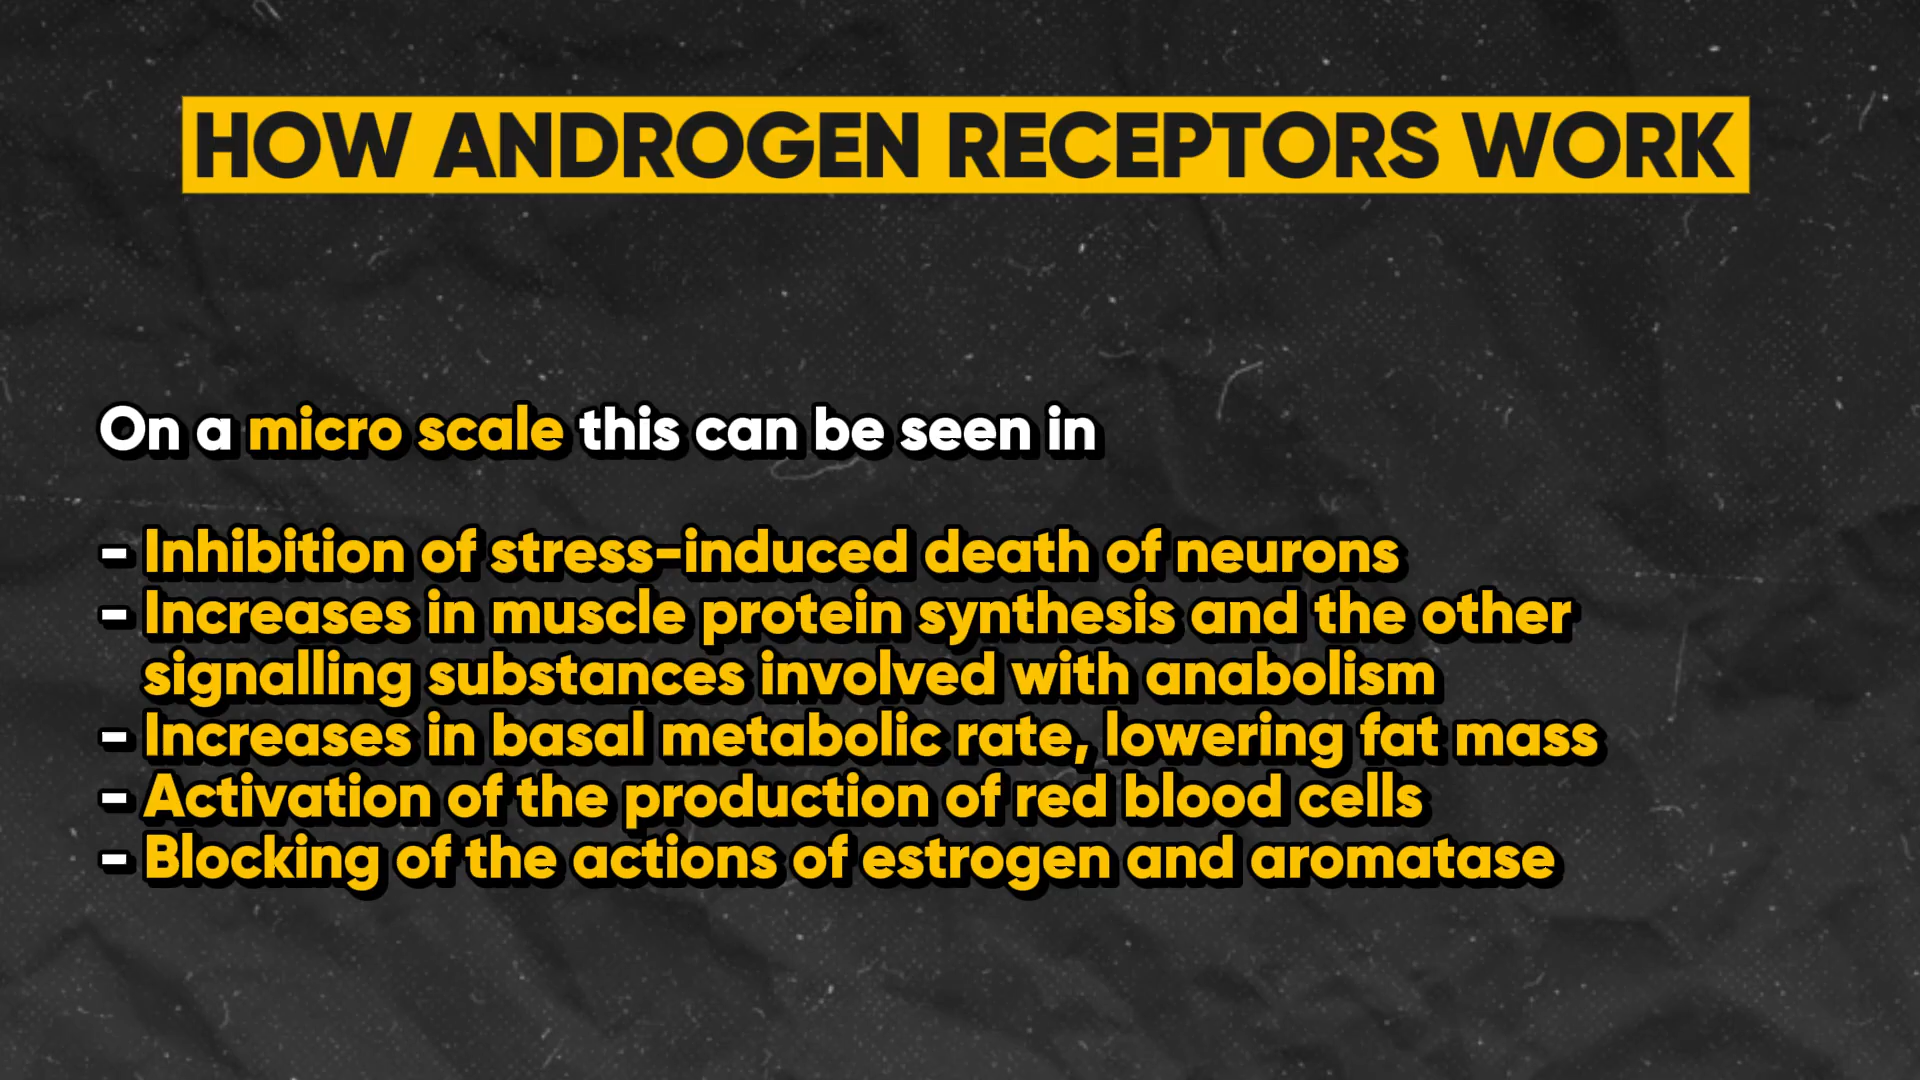 HOW ANDROGEN RECEPTORS WORK
On a micro scale this can be seen in
- Inhibition of stress-induced death of neurons
- Increases in muscle protein synthesis and the other
signalling substances involved with anabolism
- Increases in basal metabolic rate, lowering fat mass
- Activation of the production of red blood cells
- Blocking of the actions of estrogen and aromatase